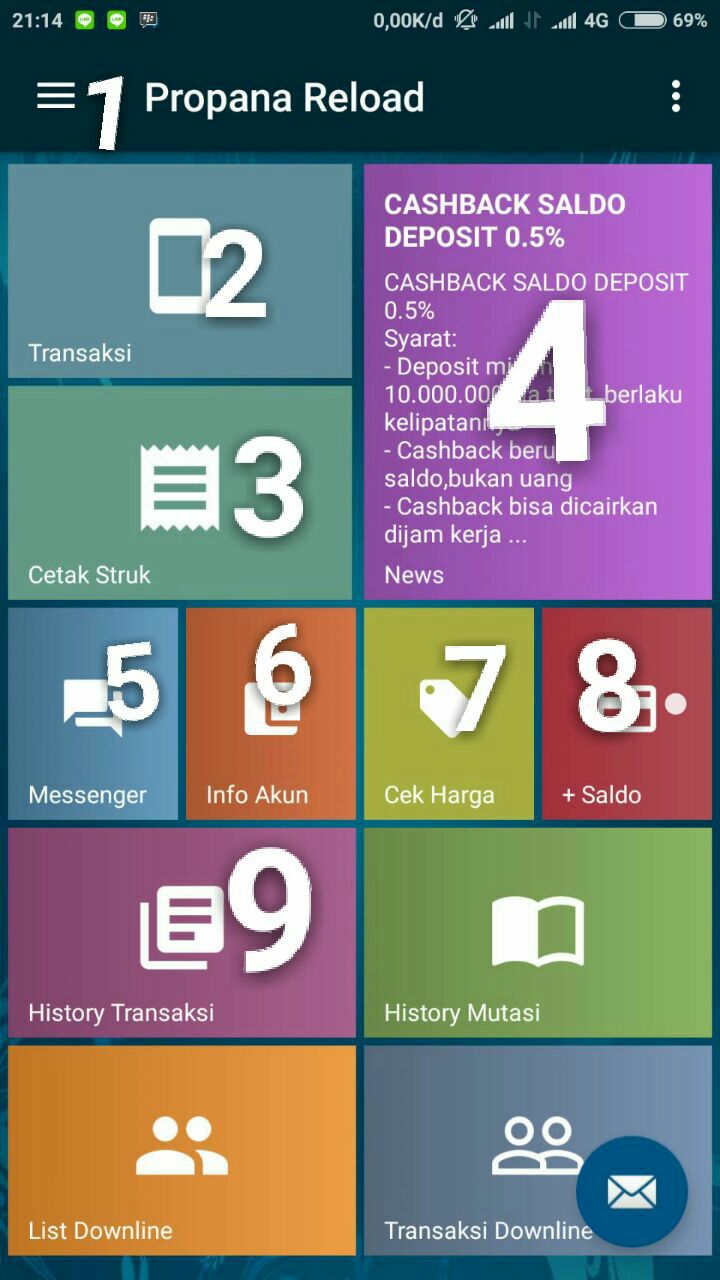 21:14
0,00K/d
4G
69%
1
Propana Reload
2
Transaksi
3
Cetak Struk
4
CASHBACK SALDO
DEPOSIT 0.5%
CASHBACK SALDO DEPOSIT
0.5%
Syarat:
- Deposit
berlaku
- Cashback
saldo,bukan uang
- Cashback bisa dicairkan
dijam kerja ...
News
5
Messenger
6
Info Akun
7
Cek Harga
8
+ Saldo
9
History Transaksi
History Mutasi
List Downline
Transaksi Downline